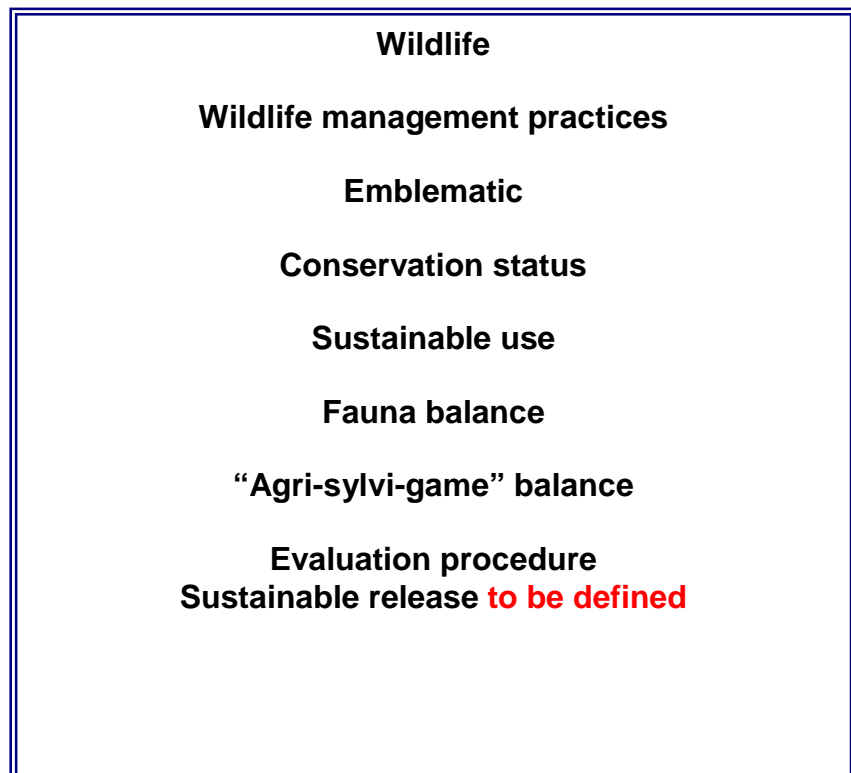 Wildlife
Wildlife management practices
Emblematic
Conservation status
Sustainable use
Fauna balance
“Agri-sylvi-game” balance
Evaluation procedure
Sustainable release to be defined